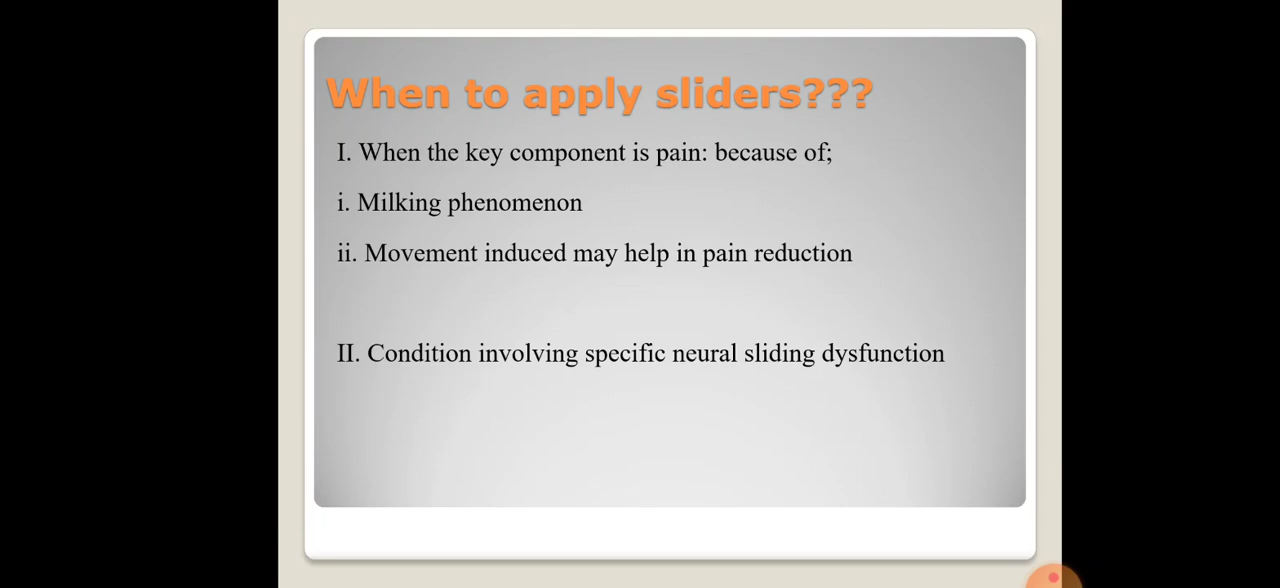 When to apply sliders???
I. When the key component is pain: because of;
i. Milking phenomenon
ii. Movement induced may help in pain reduction
II. Condition involving specific neural sliding dysfunction